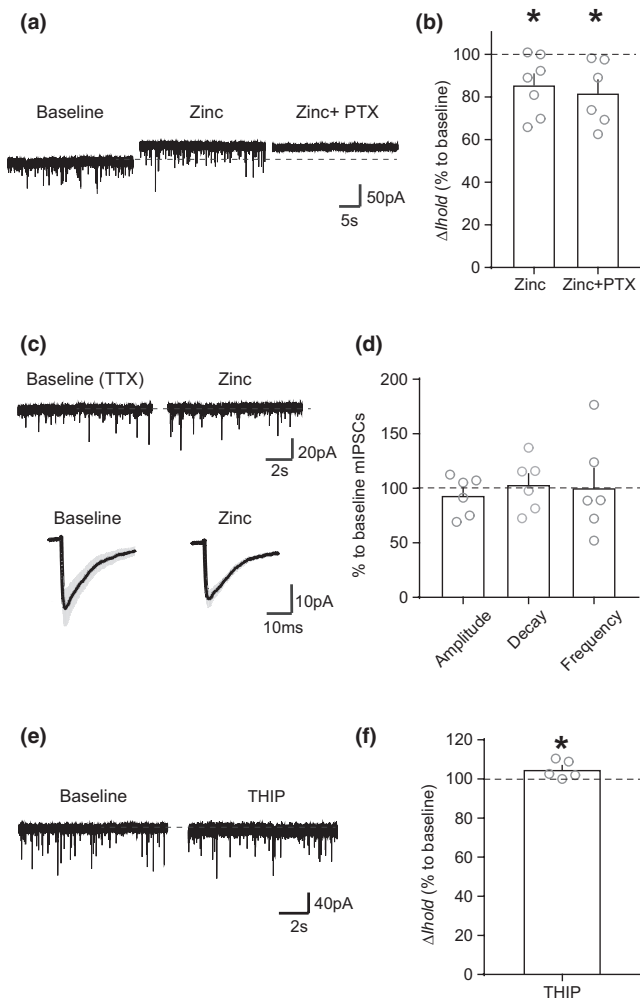 (a)
Baseline
Zinc
Zinc+ PTX
50pA
5s
(b)
* *
ΔIhold (% to baseline)
100
80
60
40
20
0
Zinc
Zinc+PTX
(c)
Baseline (TTX)
Zinc
20pA
2s
Baseline
Zinc
10pA
10ms
(d)
% to baseline mIPSCs
200
150
100
50
0
Amplitude
Decay
Frequency
(e)
Baseline
THIP
40pA
2s
(f)
*
ΔIhold (% to baseline)
120
100
80
60
40
20
0
THIP